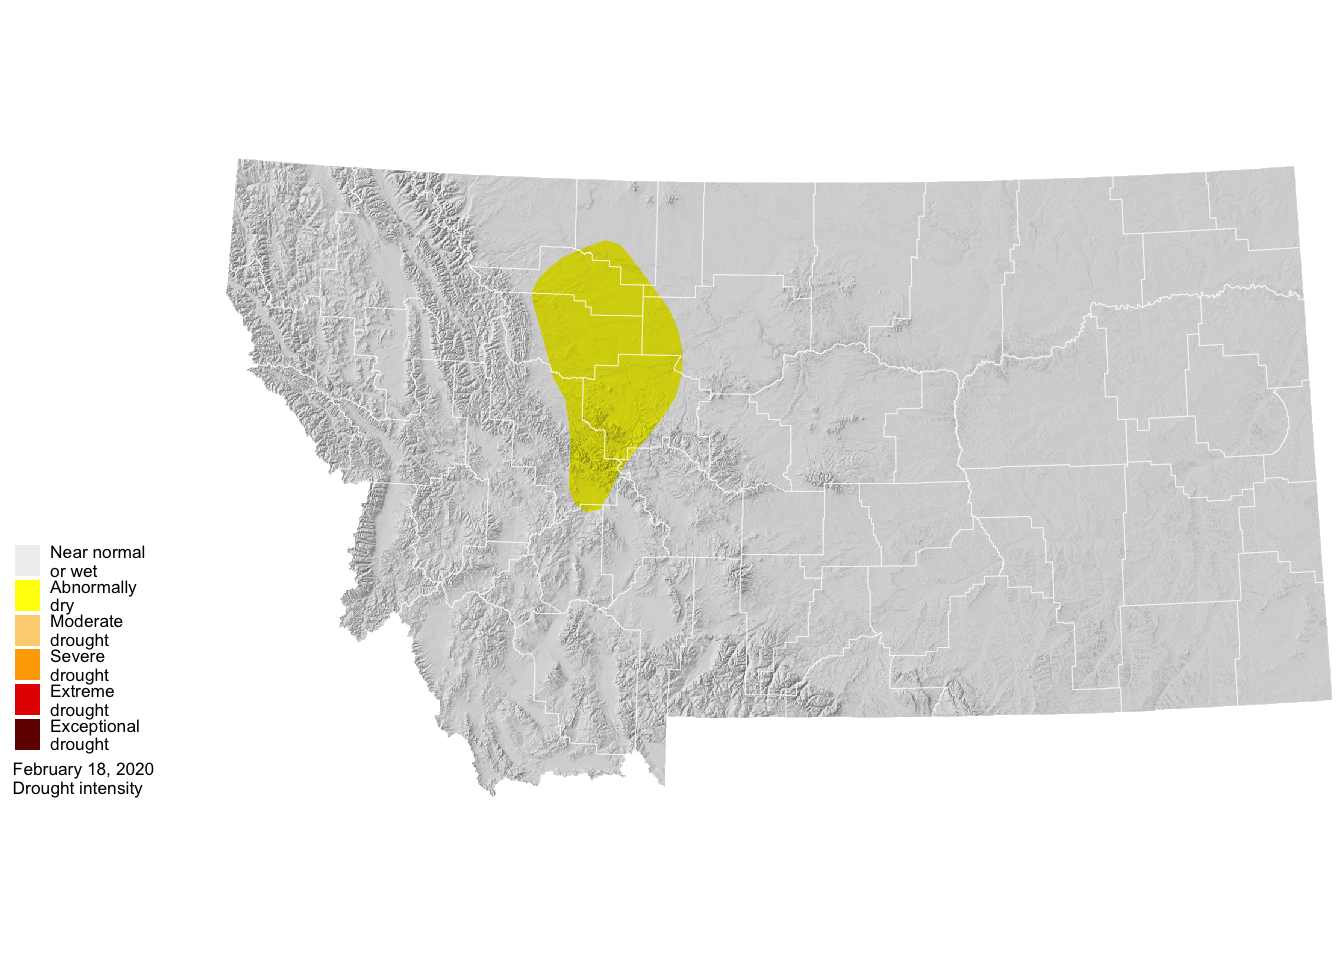 Near normal
or wet
Abnormally
dry
Moderate
drought
Severe
drought
Extreme
drought
Exceptional
drought
February 18, 2020
Drought intensity